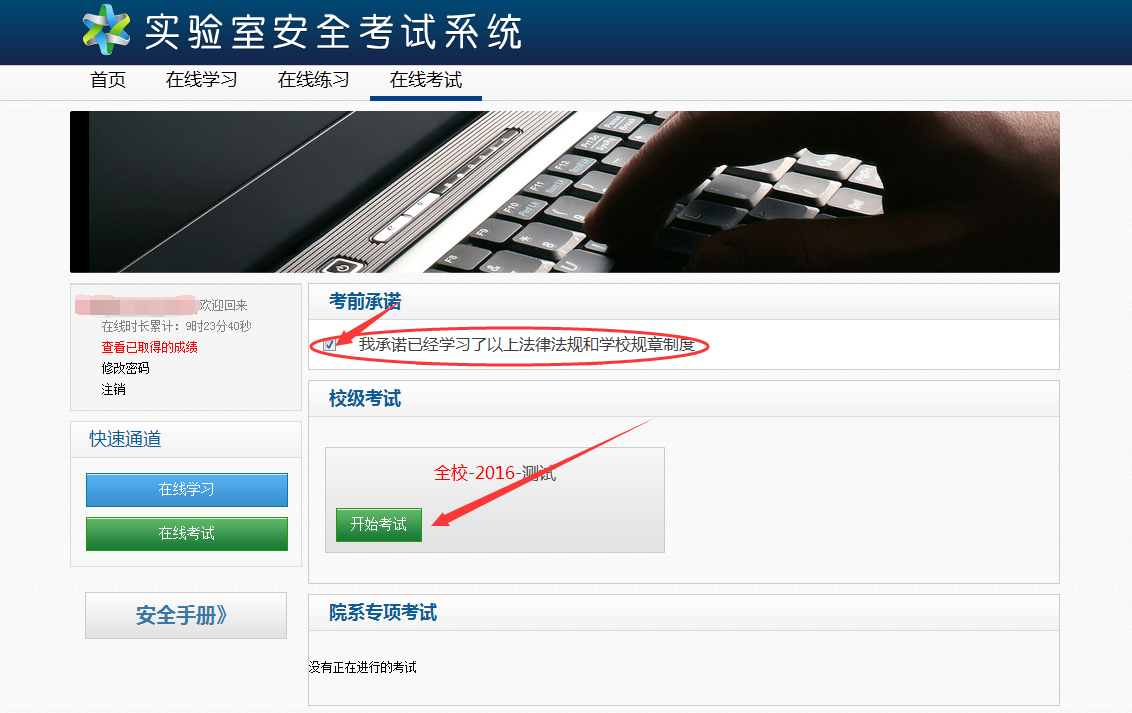 实验室安全考试系统
首页 在线学习 在线练习 在线考试
欢迎回来
在线时长累计：9时23分40秒
查看已取得的成绩
修改密码
注销
快速通道
在线学习
在线考试
安全手册》
考前承诺
我承诺已经学习了以上法律法规和学校规章制度
校级考试
全校-2016-测试
开始考试
院系专项考试
没有正在进行的考试